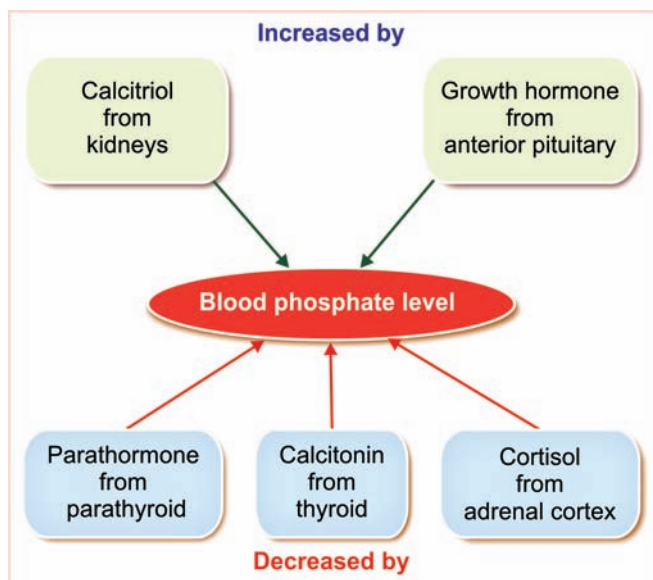 Increased by
Calcitriol
from
kidneys
Growth hormone
from
anterior pituitary
Blood phosphate level
Parathormone
from
parathyroid
Calcitonin
from
thyroid
Cortisol
from
adrenal cortex
Decreased by